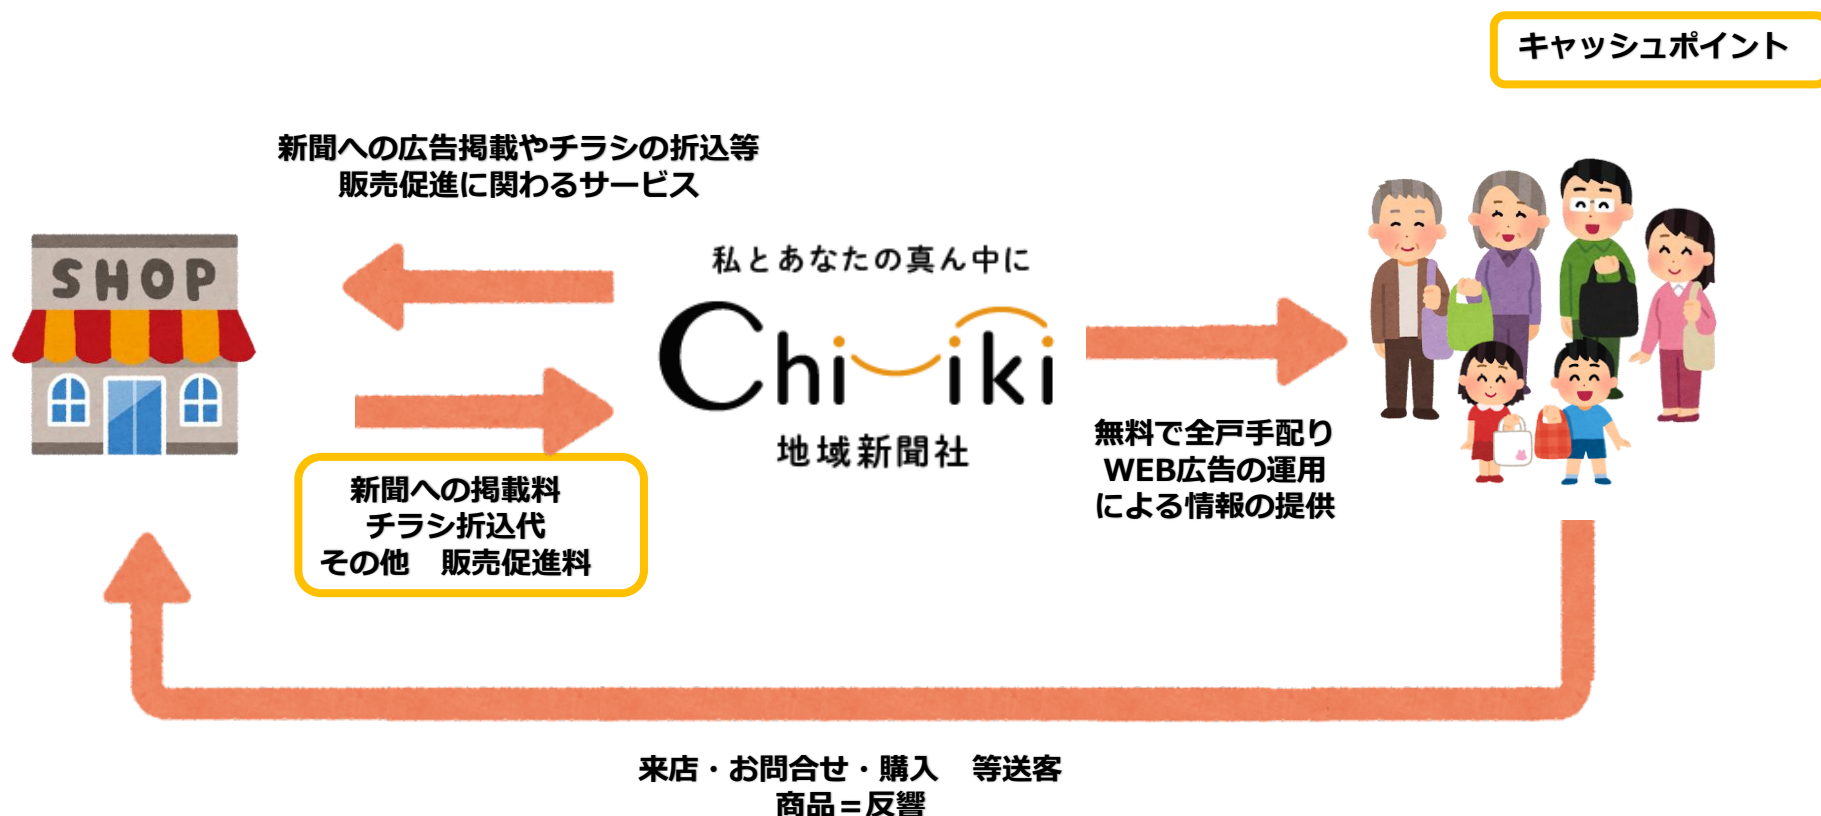 キャッシュポイント
新聞への広告掲載やチラシの折込等
販売促進に関わるサービス
SHOP
私とあなたの真ん中に
Chiiki
地域新聞社
新聞への掲載料
チラシ折込代
その他　販売促進料
無料で全戸手配り
WEB広告の運用
による情報の提供
来店・お問合せ・購入　等送客
商品＝反響